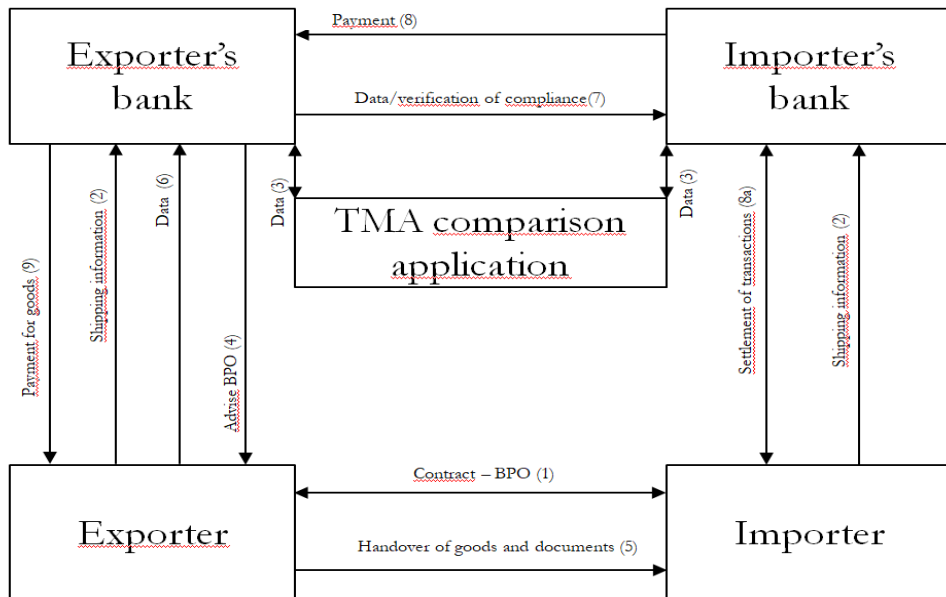 Payment (8)
Exporter's
bank
Importer's
bank
Data/verification of compliance(7)
TMA comparison
application
Payment for goods (9)
Shipping information (2)
Data (6)
Advise BPO (4)
Data (3)
Data (3)
Settlement of transactions (8a)
Shipping information (2)
Contract – BPO (1)
Exporter
Importer
Handover of goods and documents (5)